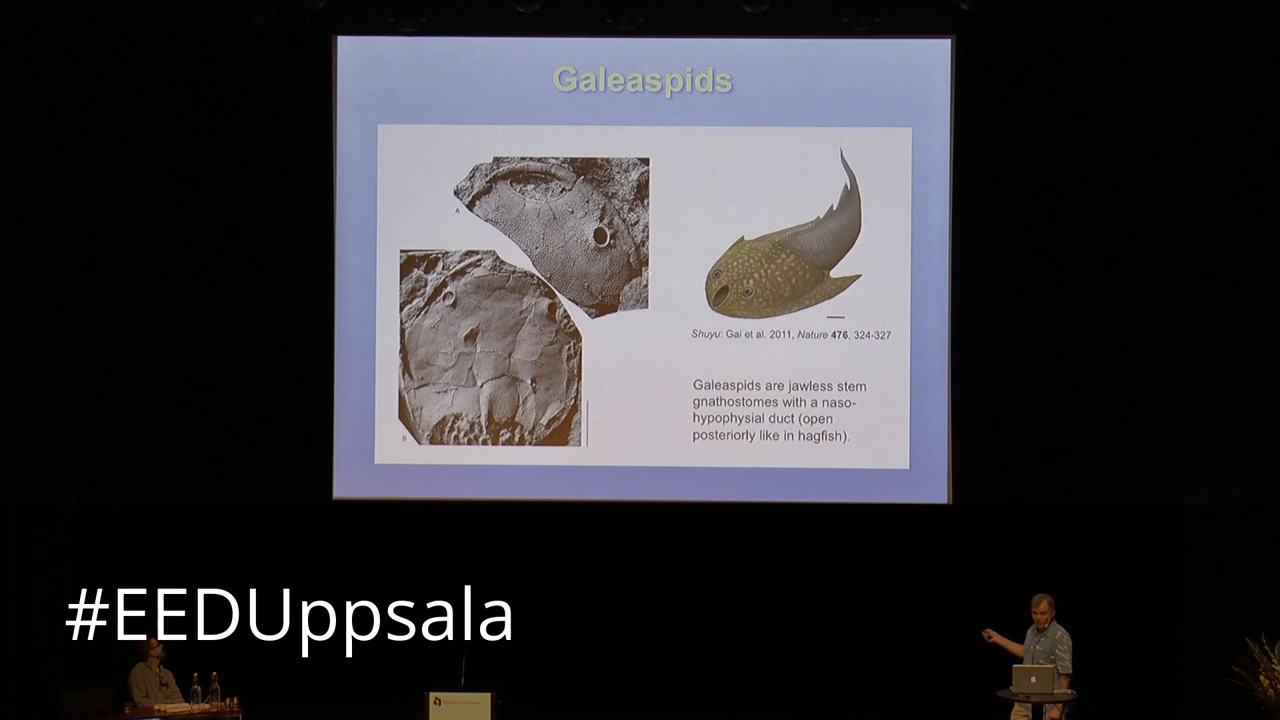 Galeaspids
A
B
Shuyu: Gai et al. 2011, Nature 476, 324-327
Galeaspids are jawless stem
gnathostomes with a naso-
hypophysial duct (open
posteriorly like in hagfish).
#EEDUppsala